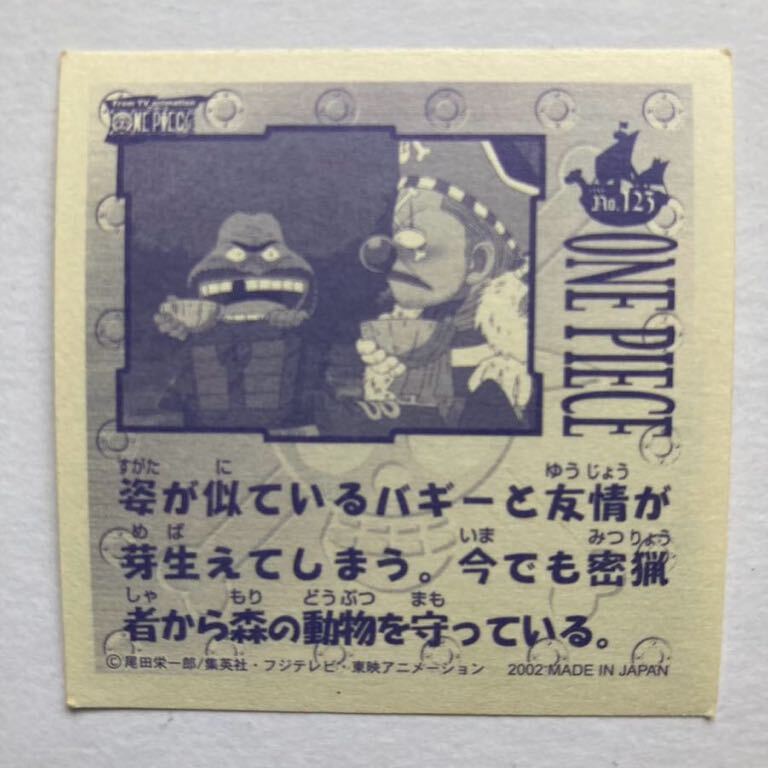 From TV animation
ONE PIECE
BY
No.123
ONE PIECE
すがた に ゆうじょう
姿が似ているバギーと友情が
め ば いま みつりょう
芽生えてしまう。今でも密猟
しゃ もり どうぶつ まも
者から森の動物を守っている。
©尾田栄一郎/集英社・フジテレビ・東映アニメーション 2002 MADE IN JAPAN